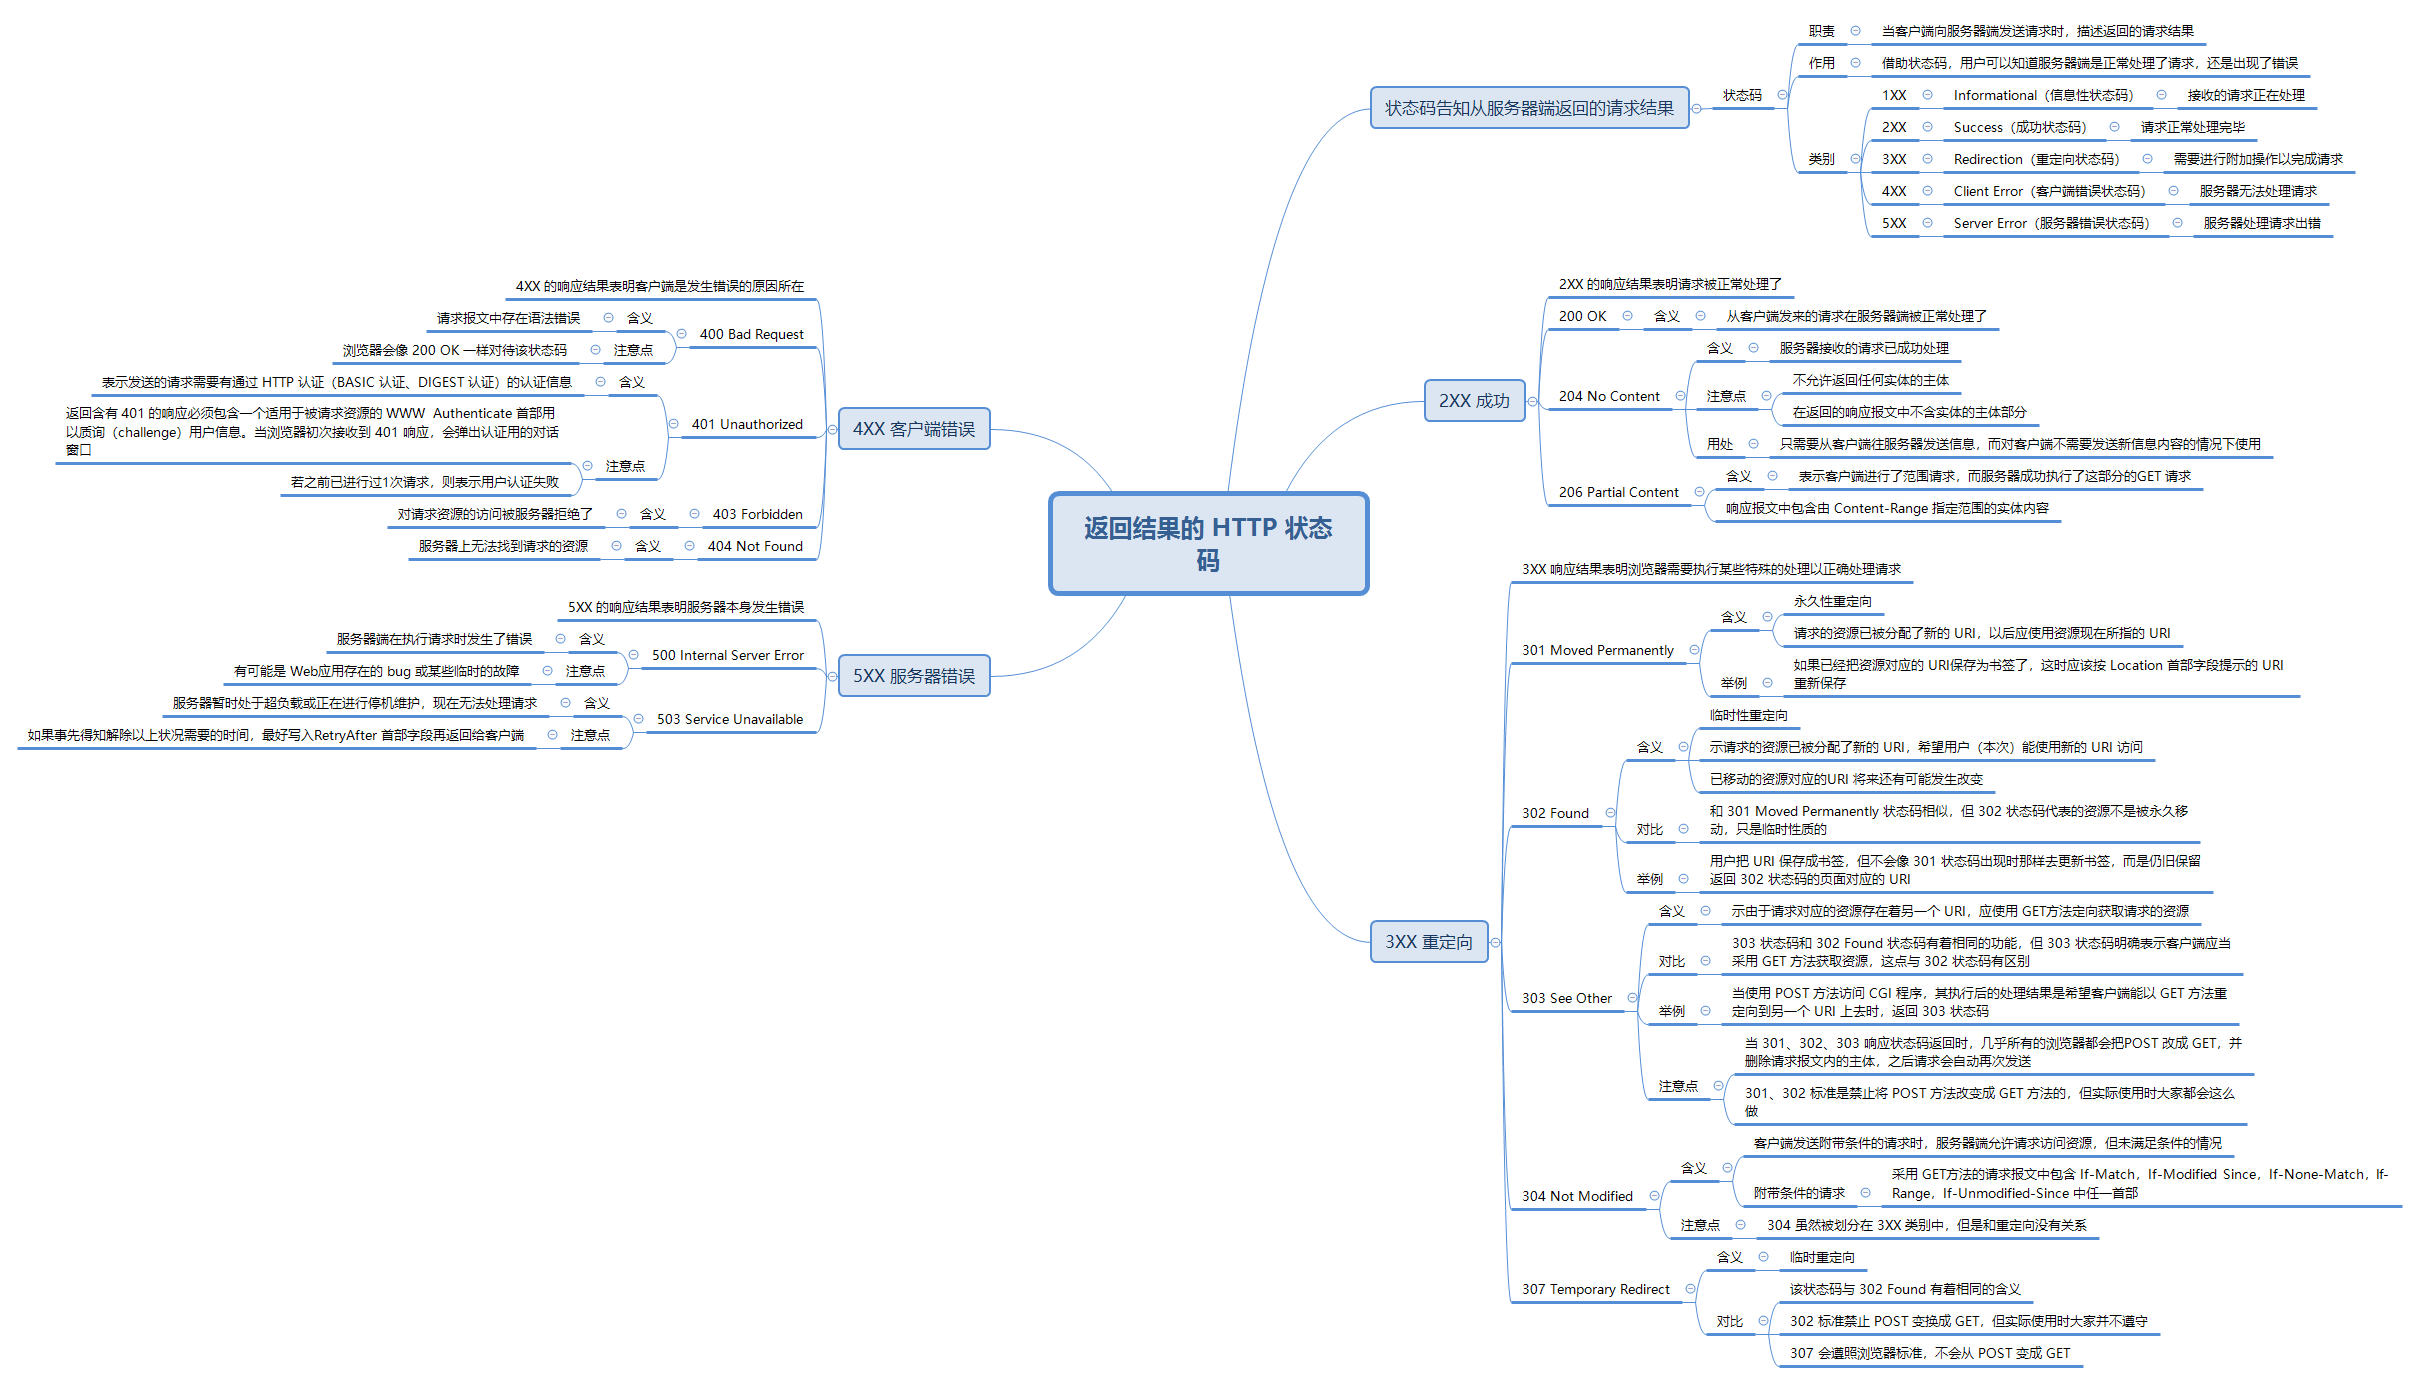 返回结果的 HTTP 状态
码
状态码告知从服务器端返回的请求结果
状态码
职责
当客户端向服务器端发送请求时，描述返回的请求结果
作用
借助状态码，用户可以知道服务器端是正常处理了请求，还是出现了错误
类别
1XX
Informational（信息性状态码）
接收的请求正在处理
2XX
Success（成功状态码）
请求正常处理完毕
3XX
Redirection（重定向状态码）
需要进行附加操作以完成请求
4XX
Client Error（客户端错误状态码）
服务器无法处理请求
5XX
Server Error（服务器错误状态码）
服务器处理请求出错
2XX 成功
2XX 的响应结果表明请求被正常处理了
200 OK
含义
从客户端发来的请求在服务器端被正常处理了
204 No Content
含义
服务器接收的请求已成功处理
注意点
不允许返回任何实体的主体
在返回的响应报文中不含实体的主体部分
用处
只需要从客户端往服务器发送信息，而对客户端不需要发送新信息内容的情况下使用
206 Partial Content
含义
表示客户端进行了范围请求，而服务器成功执行了这部分的GET 请求
响应报文中包含由 Content-Range 指定范围的实体内容
3XX 重定向
3XX 响应结果表明浏览器需要执行某些特殊的处理以正确处理请求
301 Moved Permanently
含义
永久性重定向
请求的资源已被分配了新的 URI，以后应使用资源现在所指的 URI
举例
如果已经把资源对应的 URI保存为书签了，这时应该按 Location 首部字段提示的 URI
重新保存
302 Found
含义
临时性重定向
示请求的资源已被分配了新的 URI，希望用户（本次）能使用新的 URI 访问
已移动的资源对应的URI 将来还有可能发生改变
对比
和 301 Moved Permanently 状态码相似，但 302 状态码代表的资源不是被永久移
动，只是临时性质的
举例
用户把 URI 保存成书签，但不会像 301 状态码出现时那样去更新书签，而是仍旧保留
返回 302 状态码的页面对应的 URI
303 See Other
含义
示由于请求对应的资源存在着另一个 URI，应使用 GET方法定向获取请求的资源
对比
303 状态码和 302 Found 状态码有着相同的功能，但 303 状态码明确表示客户端应当
采用 GET 方法获取资源，这点与 302 状态码有区别
举例
当使用 POST 方法访问 CGI 程序，其执行后的处理结果是希望客户端能以 GET 方法重
定向到另一个 URI 上去时，返回 303 状态码
注意点
当 301、302、303 响应状态码返回时，几乎所有的浏览器都会把POST 改成 GET，并
删除请求报文内的主体，之后请求会自动再次发送
301、302 标准是禁止将 POST 方法改变成 GET 方法的，但实际使用时大家都会这么
做
304 Not Modified
含义
客户端发送附带条件的请求时，服务器端允许请求访问资源，但未满足条件的情况
附带条件的请求
采用 GET方法的请求报文中包含 If-Match，If-Modified Since，If-None-Match，If-
Range，If-Unmodified-Since 中任一首部
注意点
304 虽然被划分在 3XX 类别中，但是和重定向没有关系
307 Temporary Redirect
含义
临时重定向
对比
该状态码与 302 Found 有着相同的含义
302 标准禁止 POST 变换成 GET，但实际使用时大家并不遵守
307 会遵照浏览器标准，不会从 POST 变成 GET
4XX 客户端错误
4XX 的响应结果表明客户端是发生错误的原因所在
400 Bad Request
含义
请求报文中存在语法错误
注意点
浏览器会像 200 OK 一样对待该状态码
401 Unauthorized
含义
表示发送的请求需要有通过 HTTP 认证（BASIC 认证、DIGEST 认证）的认证信息
注意点
返回含有 401 的响应必须包含一个适用于被请求资源的 WWW Authenticate 首部用
以质询（challenge）用户信息。当浏览器初次接收到 401 响应，会弹出认证用的对话
窗口
若之前已进行过1次请求，则表示用户认证失败
403 Forbidden
含义
对请求资源的访问被服务器拒绝了
404 Not Found
含义
服务器上无法找到请求的资源
5XX 服务器错误
5XX 的响应结果表明服务器本身发生错误
500 Internal Server Error
含义
服务器端在执行请求时发生了错误
注意点
有可能是 Web应用存在的 bug 或某些临时的故障
503 Service Unavailable
含义
服务器暂时处于超负载或正在进行停机维护，现在无法处理请求
注意点
如果事先得知解除以上状况需要的时间，最好写入RetryAfter 首部字段再返回给客户端